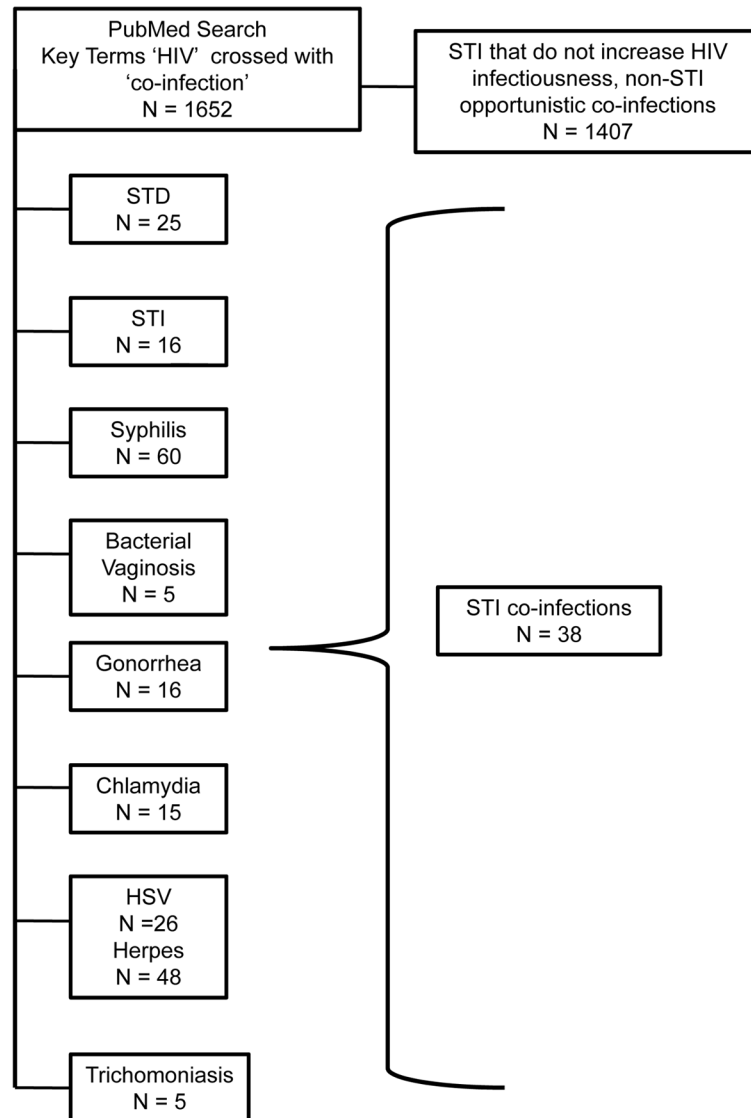 PubMed Search
Key Terms ‘HIV’ crossed with
‘co-infection’
N = 1652
STI that do not increase HIV
infectiousness, non-STI
opportunistic co-infections
N = 1407
STD
N = 25
STI
N = 16
Syphilis
N = 60
Bacterial
Vaginosis
N = 5
Gonorrhea
N = 16
Chlamydia
N = 15
HSV
N =26
Herpes
N = 48
Trichomoniasis
N = 5
STI co-infections
N = 38